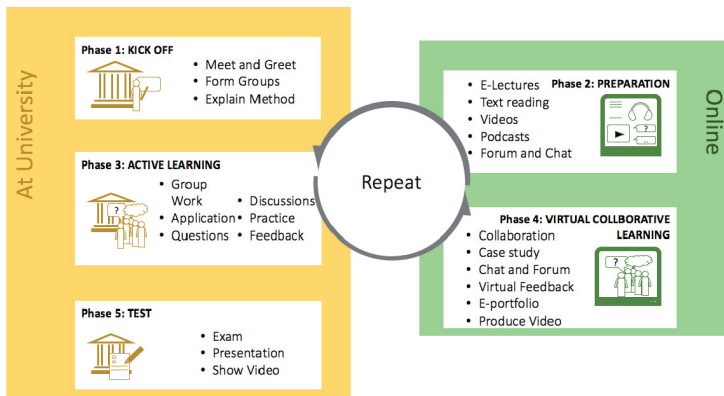 At University
Phase 1: KICK OFF
• Meet and Greet
• Form Groups
• Explain Method
Phase 3: ACTIVE LEARNING
• Group
Work
• Application
• Questions
• Discussions
• Practice
• Feedback
Phase 5: TEST
• Exam
• Presentation
• Show Video
Repeat
Online
Phase 2: PREPARATION
• E-Lectures
• Text reading
• Videos
• Podcasts
• Forum and Chat
?
Phase 4: VIRTUAL COLLBORATIVE
LEARNING
• Collaboration
• Case study
• Chat and Forum
• Virtual Feedback
• E-portfolio
• Produce Video
?
?